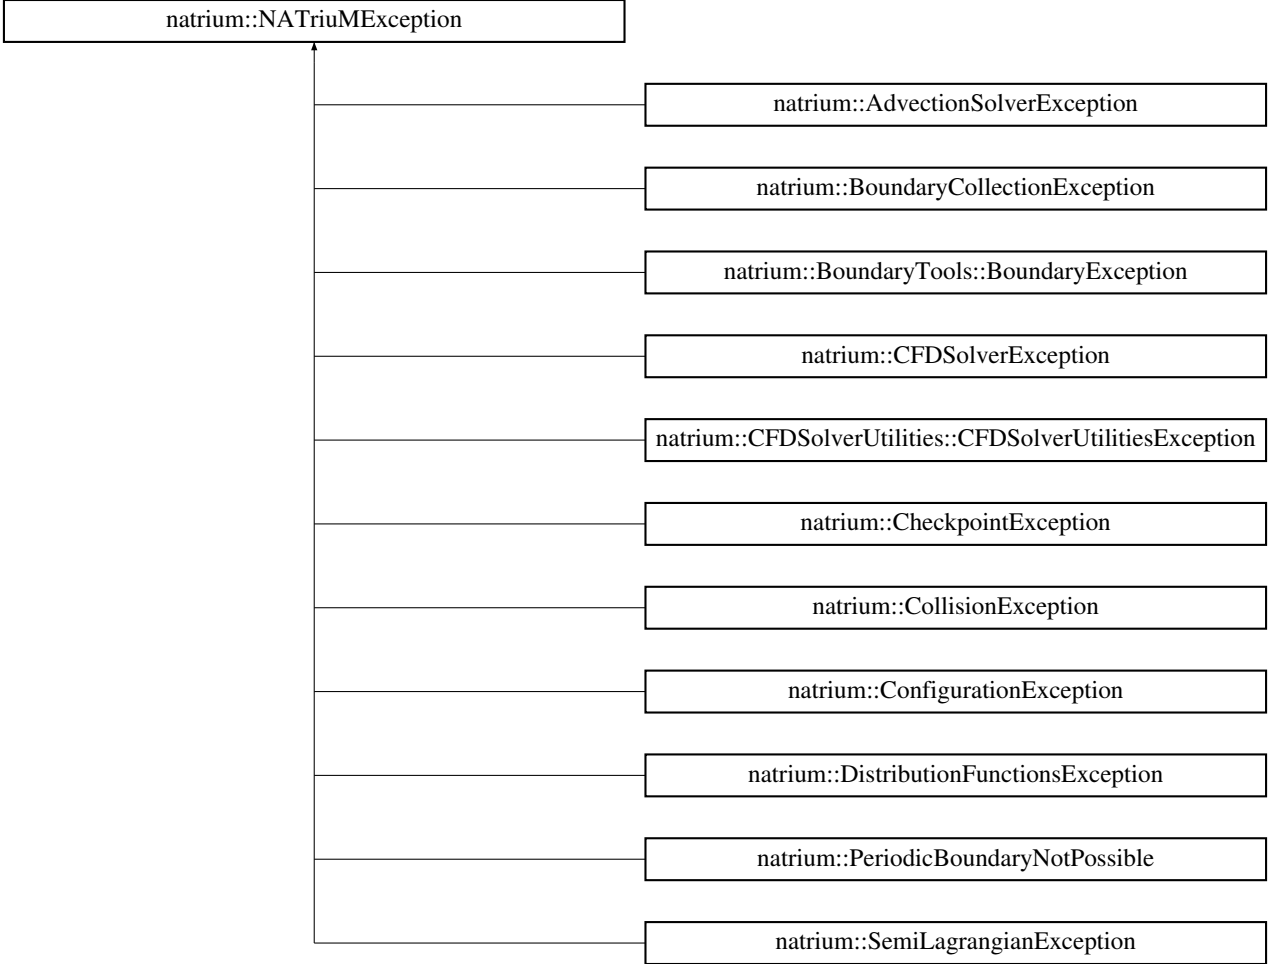 natrium::NATriuMException
natrium::AdvectionSolverException
natrium::BoundaryCollectionException
natrium::BoundaryTools::BoundaryException
natrium::CFDSolverException
natrium::CFDSolverUtilities::CFDSolverUtilitiesException
natrium::CheckpointException
natrium::CollisionException
natrium::ConfigurationException
natrium::DistributionFunctionsException
natrium::PeriodicBoundaryNotPossible
natrium::SemiLagrangianException